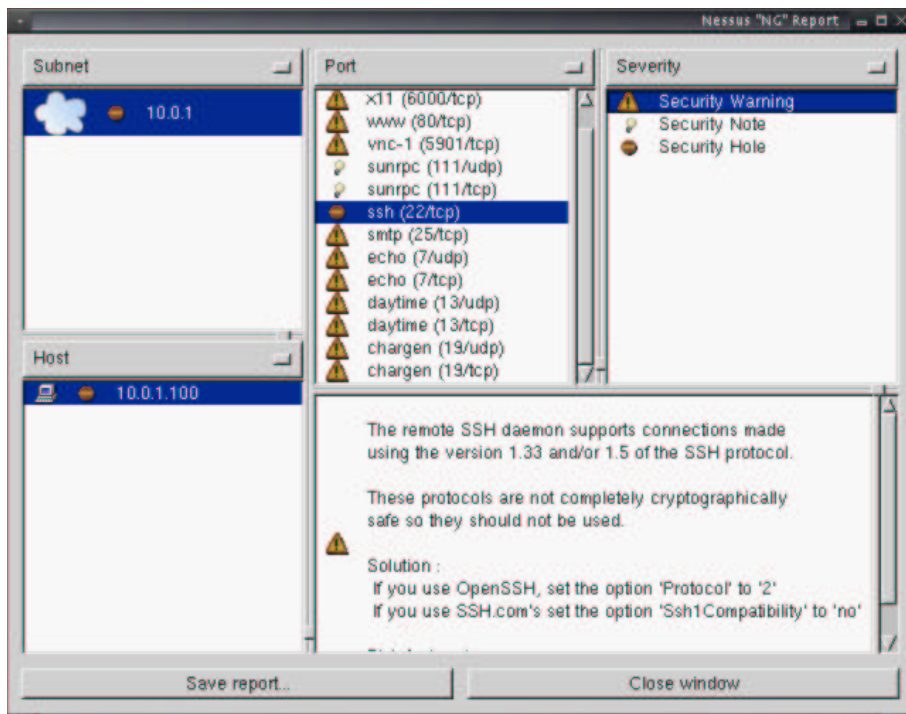 Nessus "NG" Report
Subnet
10.0.1
Port
x11 (6000/tcp)
www (80/tcp)
vnc-1 (5901/tcp)
sunrpc (111/udp)
sunrpc (111/tcp)
ssh (22/tcp)
smtp (25/tcp)
echo (7/udp)
echo (7/tcp)
daytime (13/udp)
daytime (13/tcp)
chargen (19/udp)
chargen (19/tcp)
Severity
Security Warning
Security Note
Security Hole
Host
10.0.1.100
The remote SSH daemon supports connections made
using the version 1.33 and/or 1.5 of the SSH protocol.
These protocols are not completely cryptographically
safe so they should not be used.
Solution :
If you use OpenSSH, set the option 'Protocol' to '2'
If you use SSH.com's set the option 'Ssh1Compatibility' to 'no'
Save report...
Close window